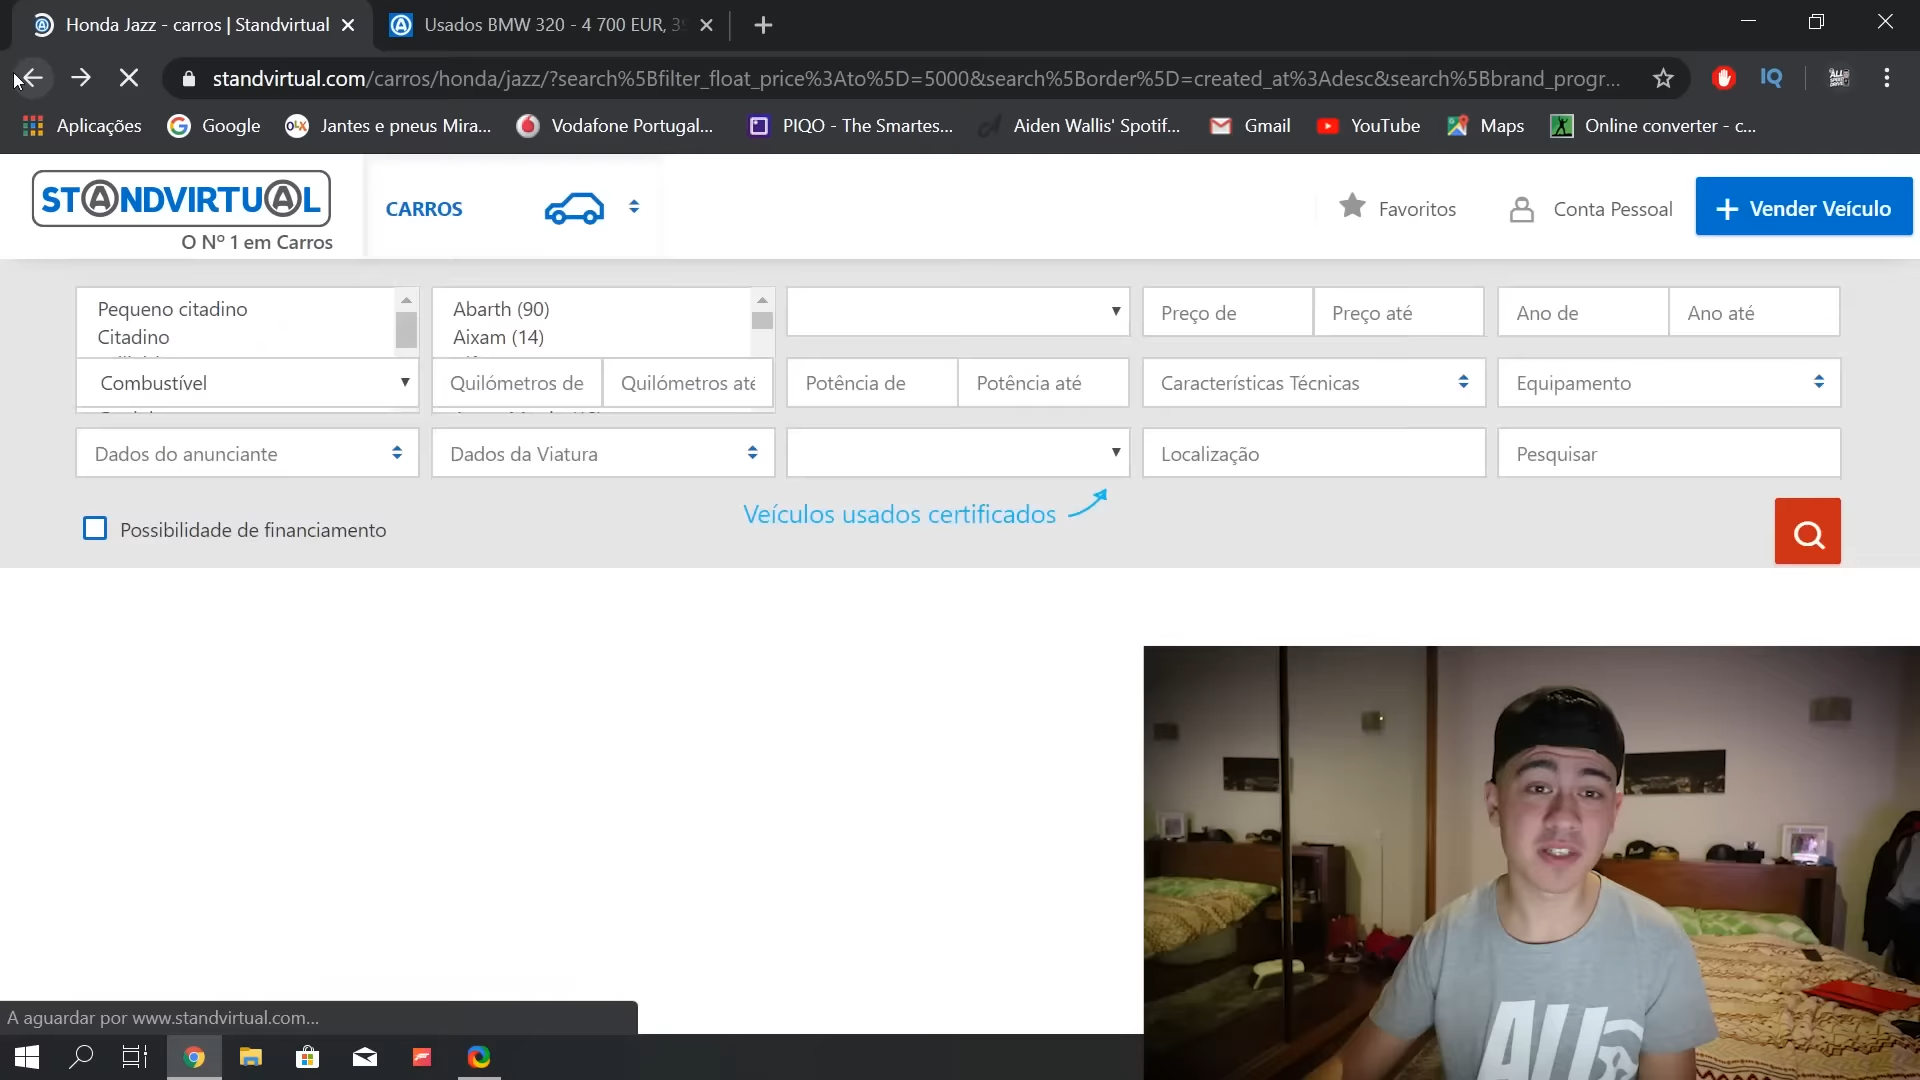 Honda Jazz - carros | Standvirtual
Usados BMW 320 - 4 700 EUR, 3
standvirtual.com/carros/honda/jazz/?search%5Bfilter_float_price%3Ato%5D=5000&search%5Border%5D=created_at%3Adesc&search%5Bbrand_progr...
IQ
Aplicações
Google
OLX
Jantes e pneus Mira...
Vodafone Portugal...
PIQO - The Smartes...
Aiden Wallis' Spotif...
Gmail
YouTube
Maps
Online converter - c...
STANDVIRTUAL
O Nº 1 em Carros
CARROS
Favoritos
Conta Pessoal
+ Vender Veículo
Pequeno citadino
Citadino
Abarth (90)
Aixam (14)
Preço de
Preço até
Ano de
Ano até
Combustível
Quilómetros de
Quilómetros até
Potência de
Potência até
Características Técnicas
Equipamento
Dados do anunciante
Dados da Viatura
Localização
Pesquisar
Veículos usados certificados
Possibilidade de financiamento
A aguardar por www.standvirtual.com...
ALL